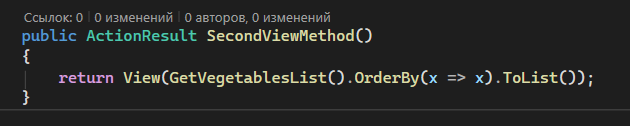 Ссылок: 0 | 0 изменений | 0 авторов, 0 изменений
public ActionResult SecondViewMethod()
{
    return View(GetVegetablesList().OrderBy(x => x).ToList());
}